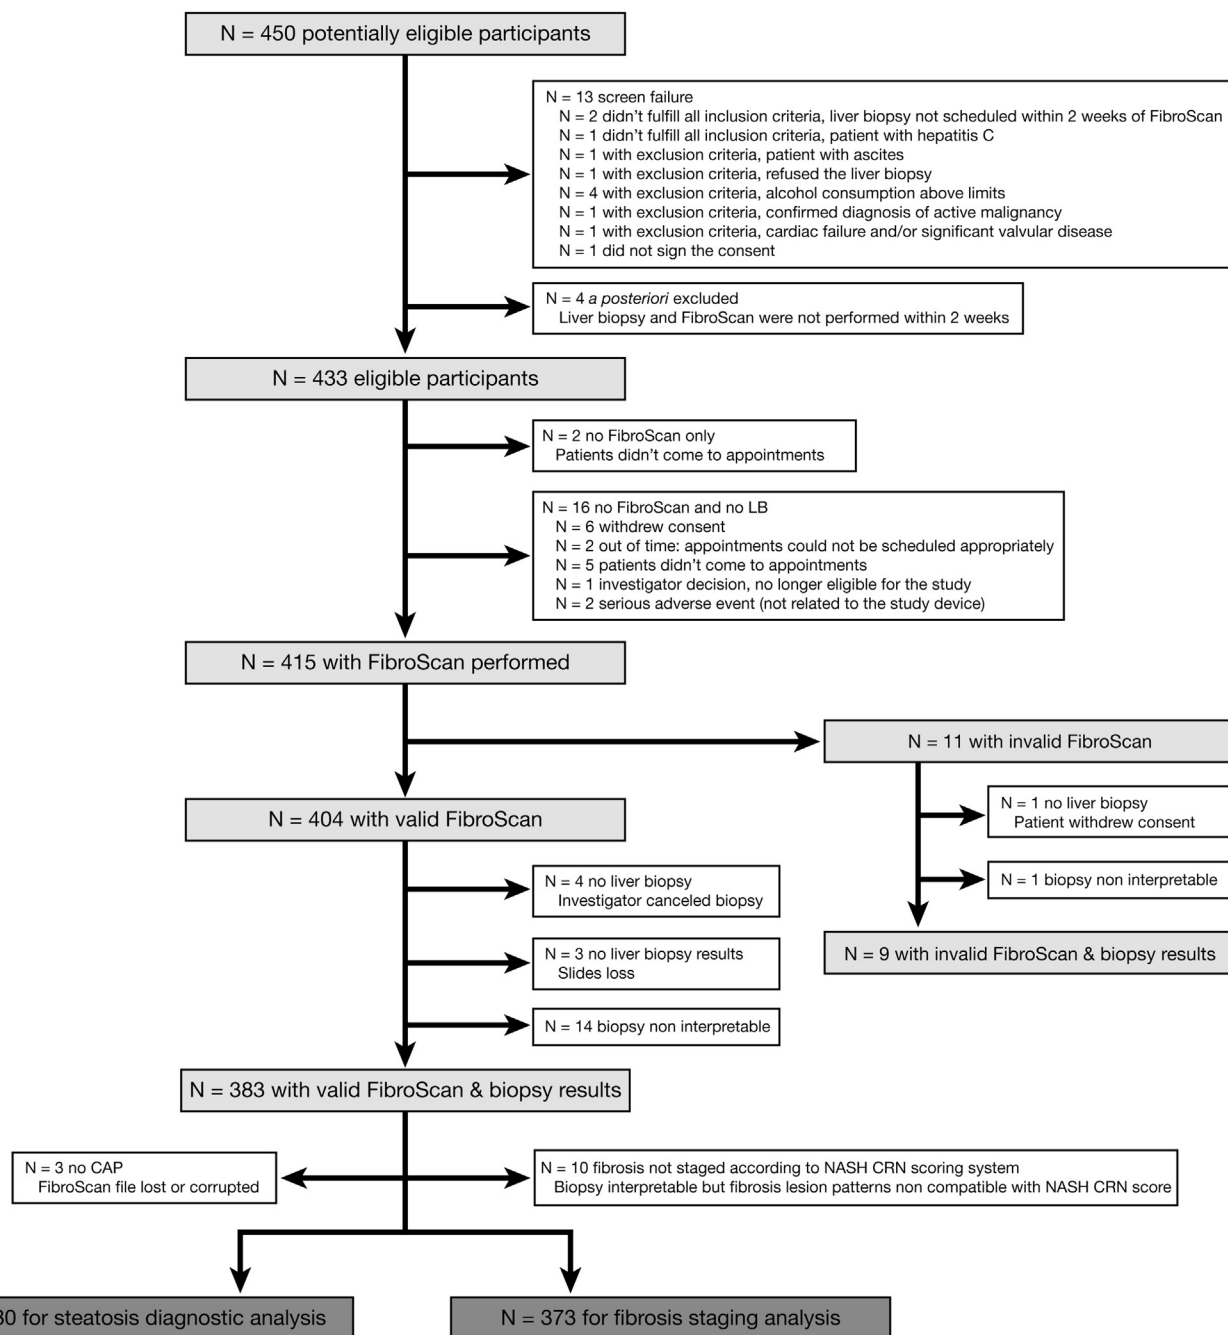 N = 450 potentially eligible participants
N = 13 screen failure
N = 2 didn't fulfill all inclusion criteria, liver biopsy not scheduled within 2 weeks of FibroScan
N = 1 didn't fulfill all inclusion criteria, patient with hepatitis C
N = 1 with exclusion criteria, patient with ascites
N = 1 with exclusion criteria, refused the liver biopsy
N = 4 with exclusion criteria, alcohol consumption above limits
N = 1 with exclusion criteria, confirmed diagnosis of active malignancy
N = 1 with exclusion criteria, cardiac failure and/or significant valvular disease
N = 1 did not sign the consent
N = 4 a posteriori excluded
Liver biopsy and FibroScan were not performed within 2 weeks
N = 433 eligible participants
N = 2 no FibroScan only
Patients didn't come to appointments
N = 16 no FibroScan and no LB
N = 6 withdrew consent
N = 2 out of time: appointments could not be scheduled appropriately
N = 5 patients didn't come to appointments
N = 1 investigator decision, no longer eligible for the study
N = 2 serious adverse event (not related to the study device)
N = 415 with FibroScan performed
N = 11 with invalid FibroScan
N = 1 no liver biopsy
Patient withdrew consent
N = 1 biopsy non interpretable
N = 9 with invalid FibroScan & biopsy results
N = 404 with valid FibroScan
N = 4 no liver biopsy
Investigator canceled biopsy
N = 3 no liver biopsy results
Slides loss
N = 14 biopsy non interpretable
N = 383 with valid FibroScan & biopsy results
N = 3 no CAP
FibroScan file lost or corrupted
N = 10 fibrosis not staged according to NASH CRN scoring system
Biopsy interpretable but fibrosis lesion patterns non compatible with NASH CRN score
for steatosis diagnostic analysis
N = 373 for fibrosis staging analysis